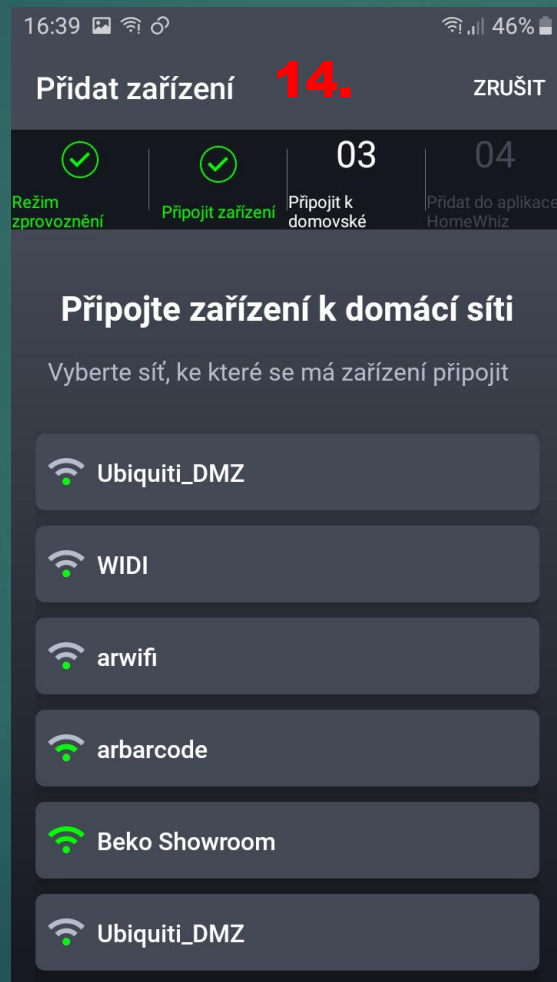 16:39 46%
Přidat zařízení 14. ZRUŠIT
03 04
Režim
zprovoznění
Připojit zařízení
Připojit k
domovské
Přidat do aplikace
HomeWhiz
Připojte zařízení k domácí síti
Vyberte síť, ke které se má zařízení připojit
Ubiquiti_DMZ
WIDI
arwifi
arbarcode
Beko Showroom
Ubiquiti_DMZ